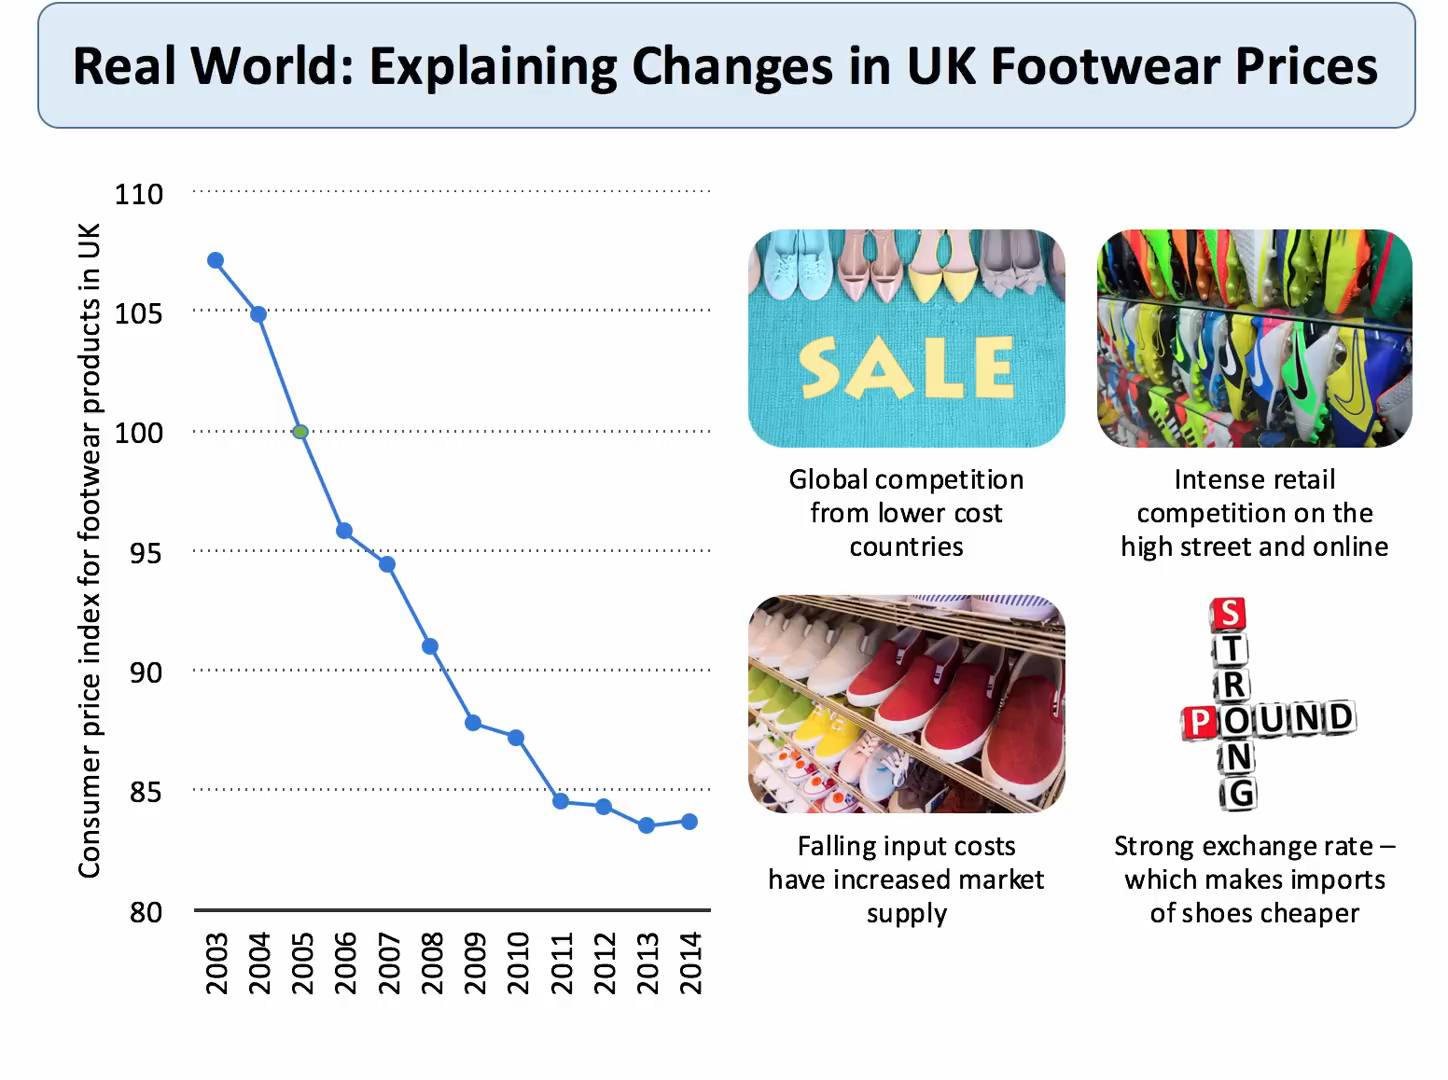 Real World: Explaining Changes in UK Footwear Prices
Consumer price index for footwear products in UK
110
105
100
95
90
85
80
2003
2004
2005
2006
2007
2008
2009
2010
2011
2012
2013
2014
SALE
Global competition
from lower cost
countries
Intense retail
competition on the
high street and online
Falling input costs
have increased market
supply
STRONG
POUND
Strong exchange rate –
which makes imports
of shoes cheaper